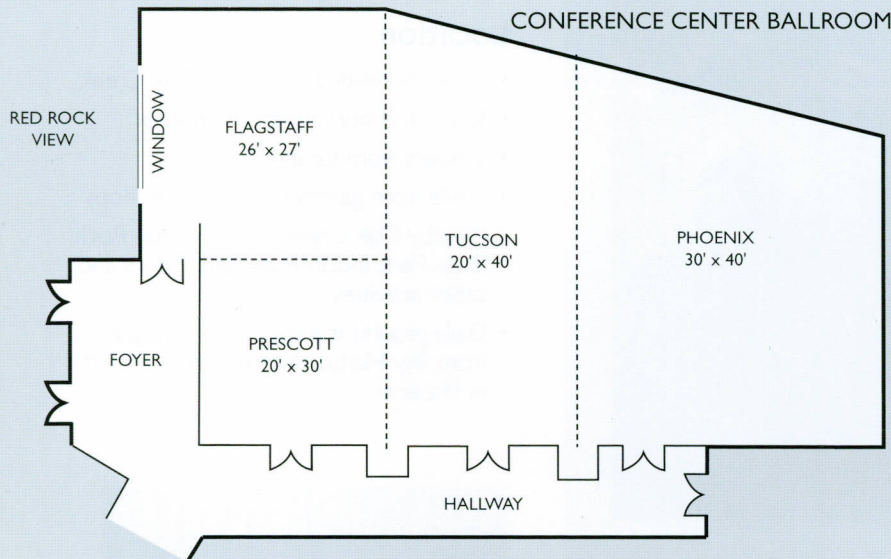 CONFERENCE CENTER BALLROOM
RED ROCK
VIEW
WINDOW
FLAGSTAFF
26' x 27'
TUCSON
20' x 40'
PHOENIX
30' x 40'
FOYER
PRESCOTT
20' x 30'
HALLWAY